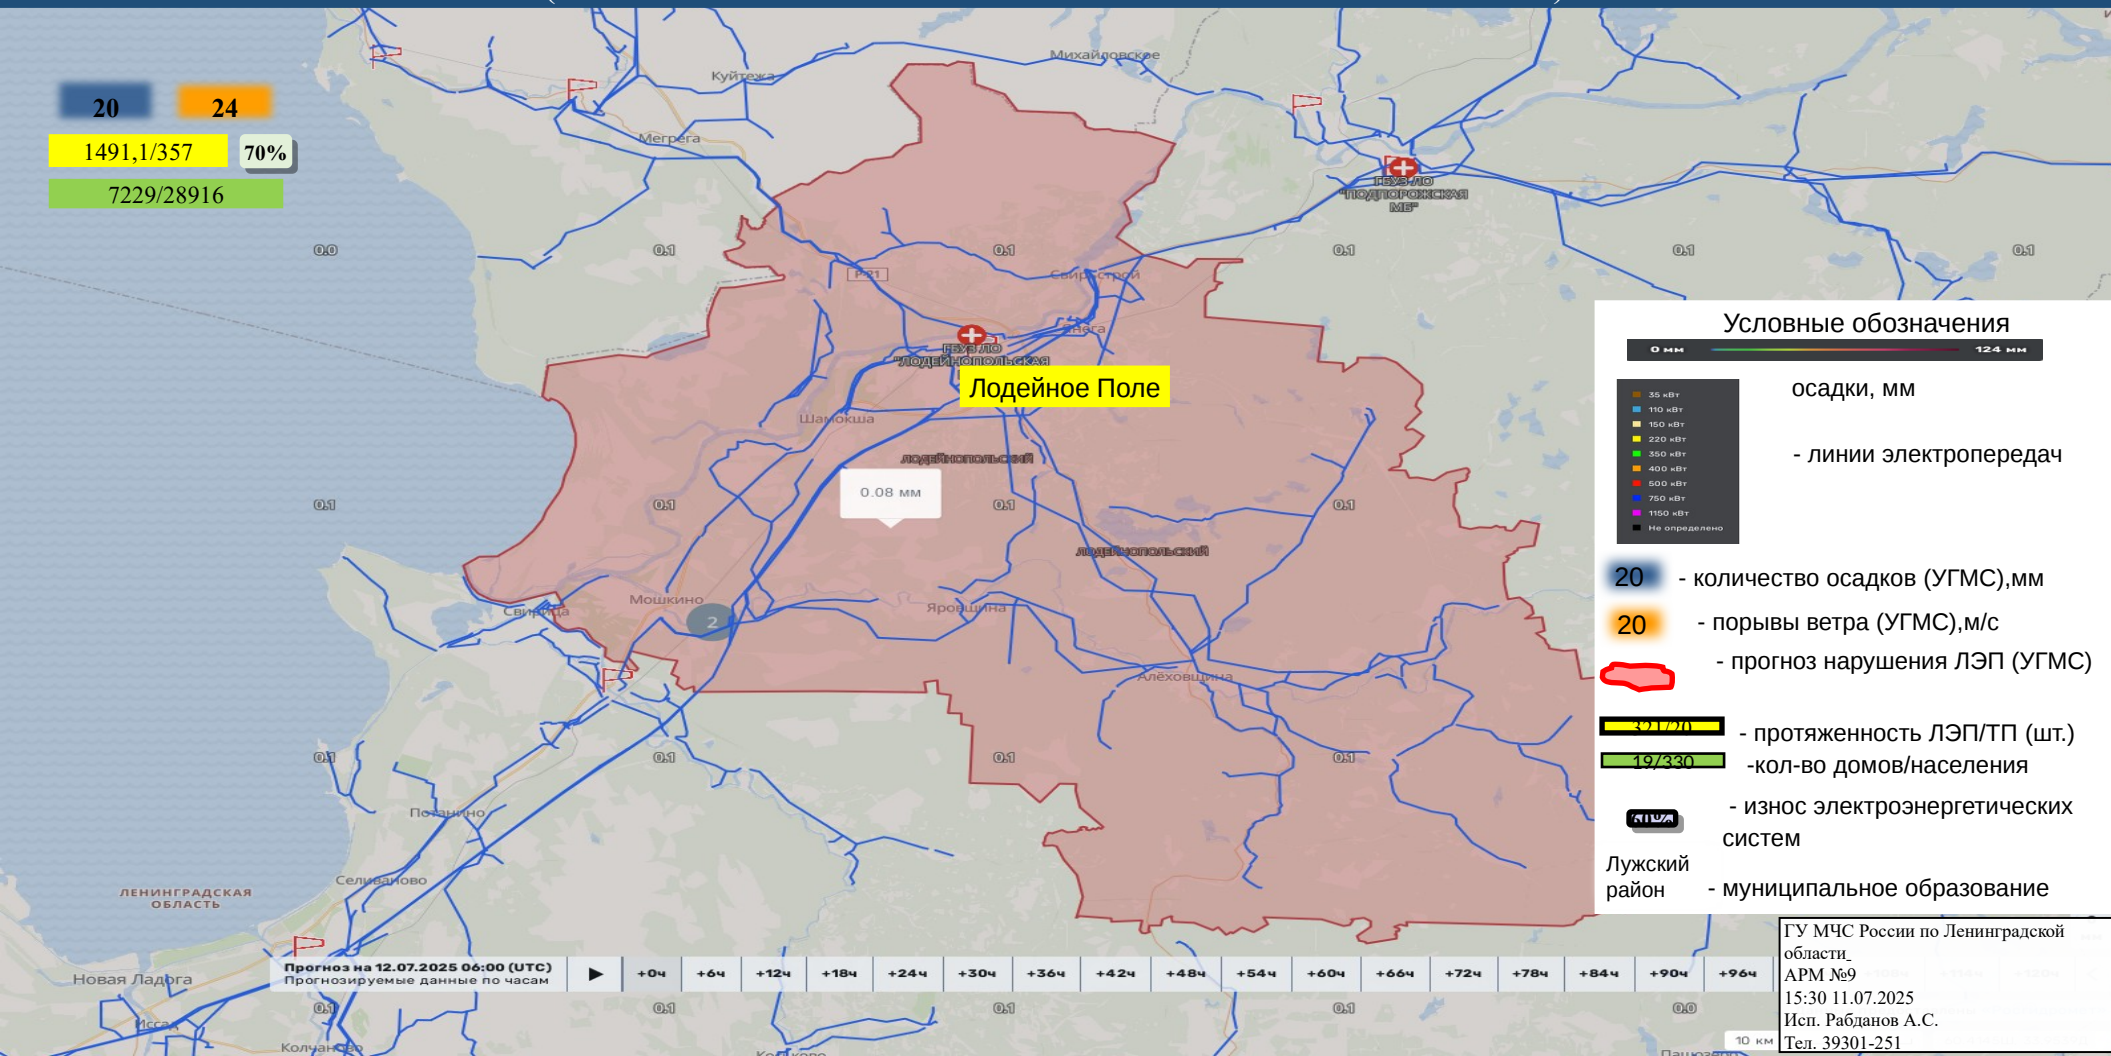 20 24
1491,1/357 70%
7229/28916
Михайловское
Куйтежа
Мегрега
ГБУЗ ЛО
"ПОДПОРОЖСКАЯ
МБ"
0.0 0.1 0.1 0.1 0.1 0.1
Р-21
Свирьстрой
Янега
ГБУЗ ЛО
"ЛОДЕЙНОПОЛЬСКАЯ
Лодейное Поле
Шамокша
ЛОДЕЙНОПОЛЬСКИЙ
0.08 мм
0.1 0.1 0.1 0.1
ЛОДЕЙНОПОЛЬСКИЙ
Мошкино
Свирица
2
Яровщина
Алёховщина
0.1 0.1 0.1 0.1
Потанино
Селиваново
ЛЕНИНГРАДСКАЯ
ОБЛАСТЬ
Новая Ладога
Иссад
Колчаново
0.1 0.1 0.1 0.1 0.0
Прогноз на 12.07.2025 06:00 (UTC)
Прогнозируемые данные по часам
+0ч +6ч +12ч +18ч +24ч +30ч +36ч +42ч +48ч +54ч +60ч +66ч +72ч +78ч +84ч +90ч +96ч
10 км
Условные обозначения
0 мм 124 мм
осадки, мм
35 кВт
110 кВт
150 кВт
220 кВт
350 кВт
400 кВт
500 кВт
750 кВт
1150 кВт
Не определено
- линии электропередач
20 - количество осадков (УГМС),мм
20 - порывы ветра (УГМС),м/с
- прогноз нарушения ЛЭП (УГМС)
321/20 - протяженность ЛЭП/ТП (шт.)
19/330 -кол-во домов/населения
- износ электроэнергетических
систем
Лужский
район - муниципальное образование
ГУ МЧС России по Ленинградской
области
АРМ №9
15:30 11.07.2025
Исп. Рабданов А.С.
Тел. 39301-251